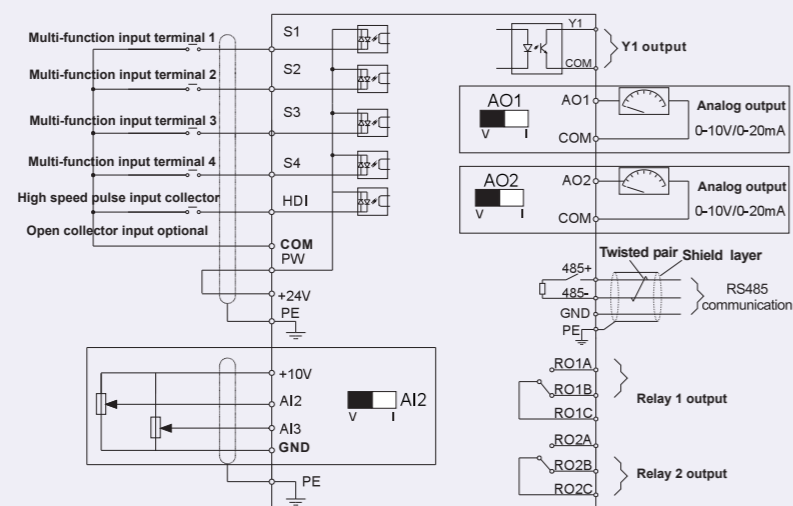 Multi-function input terminal 1
S1
Multi-function input terminal 2
S2
Multi-function input terminal 3
S3
Multi-function input terminal 4
S4
High speed pulse input collector
HDI
Open collector input optional
COM
PW
+24V
PE
+10V
AI2
AI3
GND
AI2
V I
PE
Y1
COM
Y1 output
AO1
V I
AO1
COM
Analog output
0-10V/0-20mA
AO2
V I
AO2
COM
Analog output
0-10V/0-20mA
Twisted pair
Shield layer
485+
485-
GND
PE
RS485
communication
RO1A
RO1B
RO1C
Relay 1 output
RO2A
RO2B
RO2C
Relay 2 output